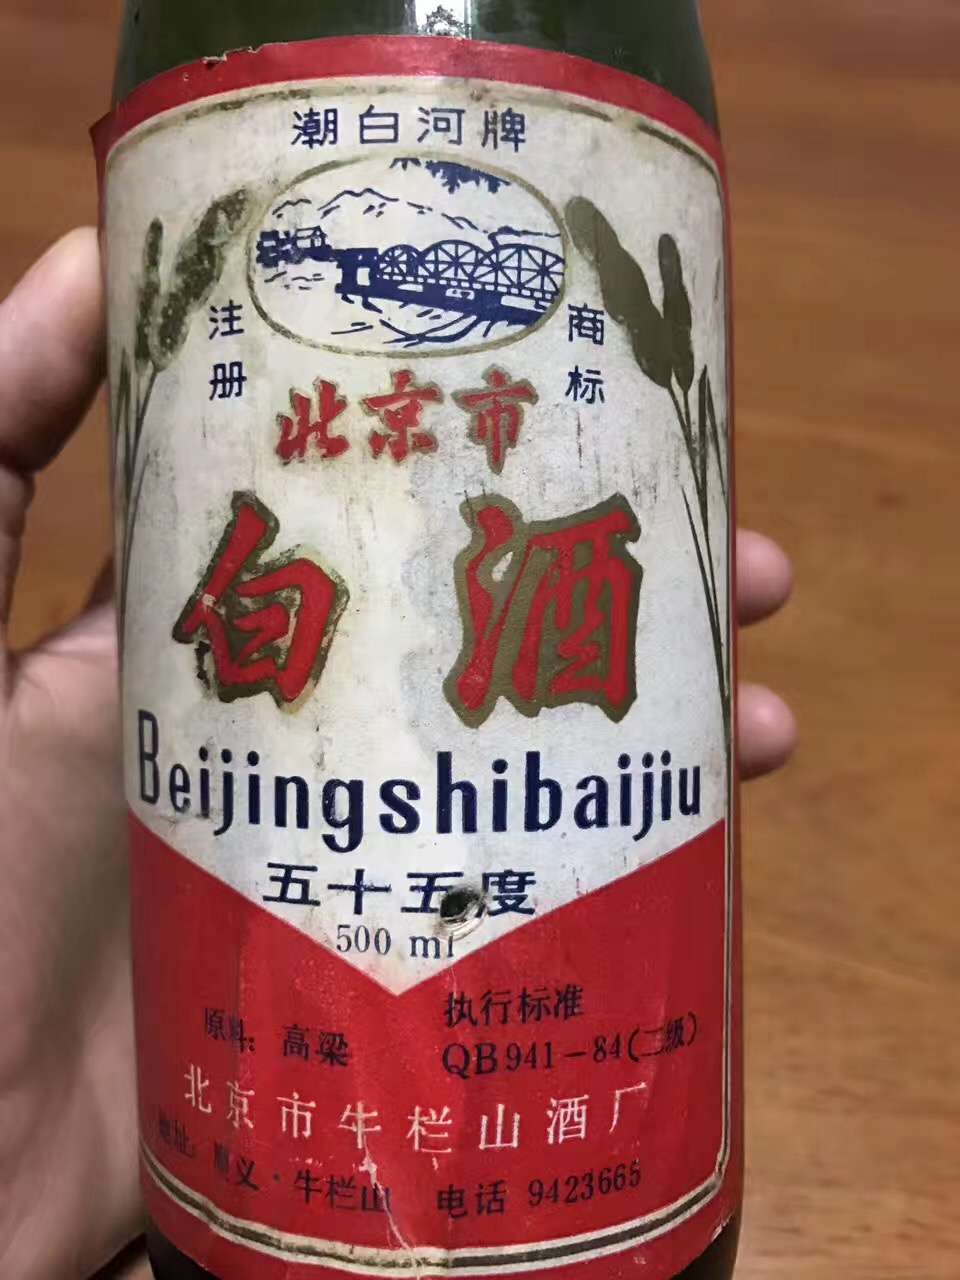 潮白河牌
注册 商标
北京市
白酒
Beijingshibaijiu
五十五度
500 ml
原料：高粱
执行标准
QB941-84(二级)
北京市牛栏山酒厂
地址：顺义·牛栏山 电话 9423665